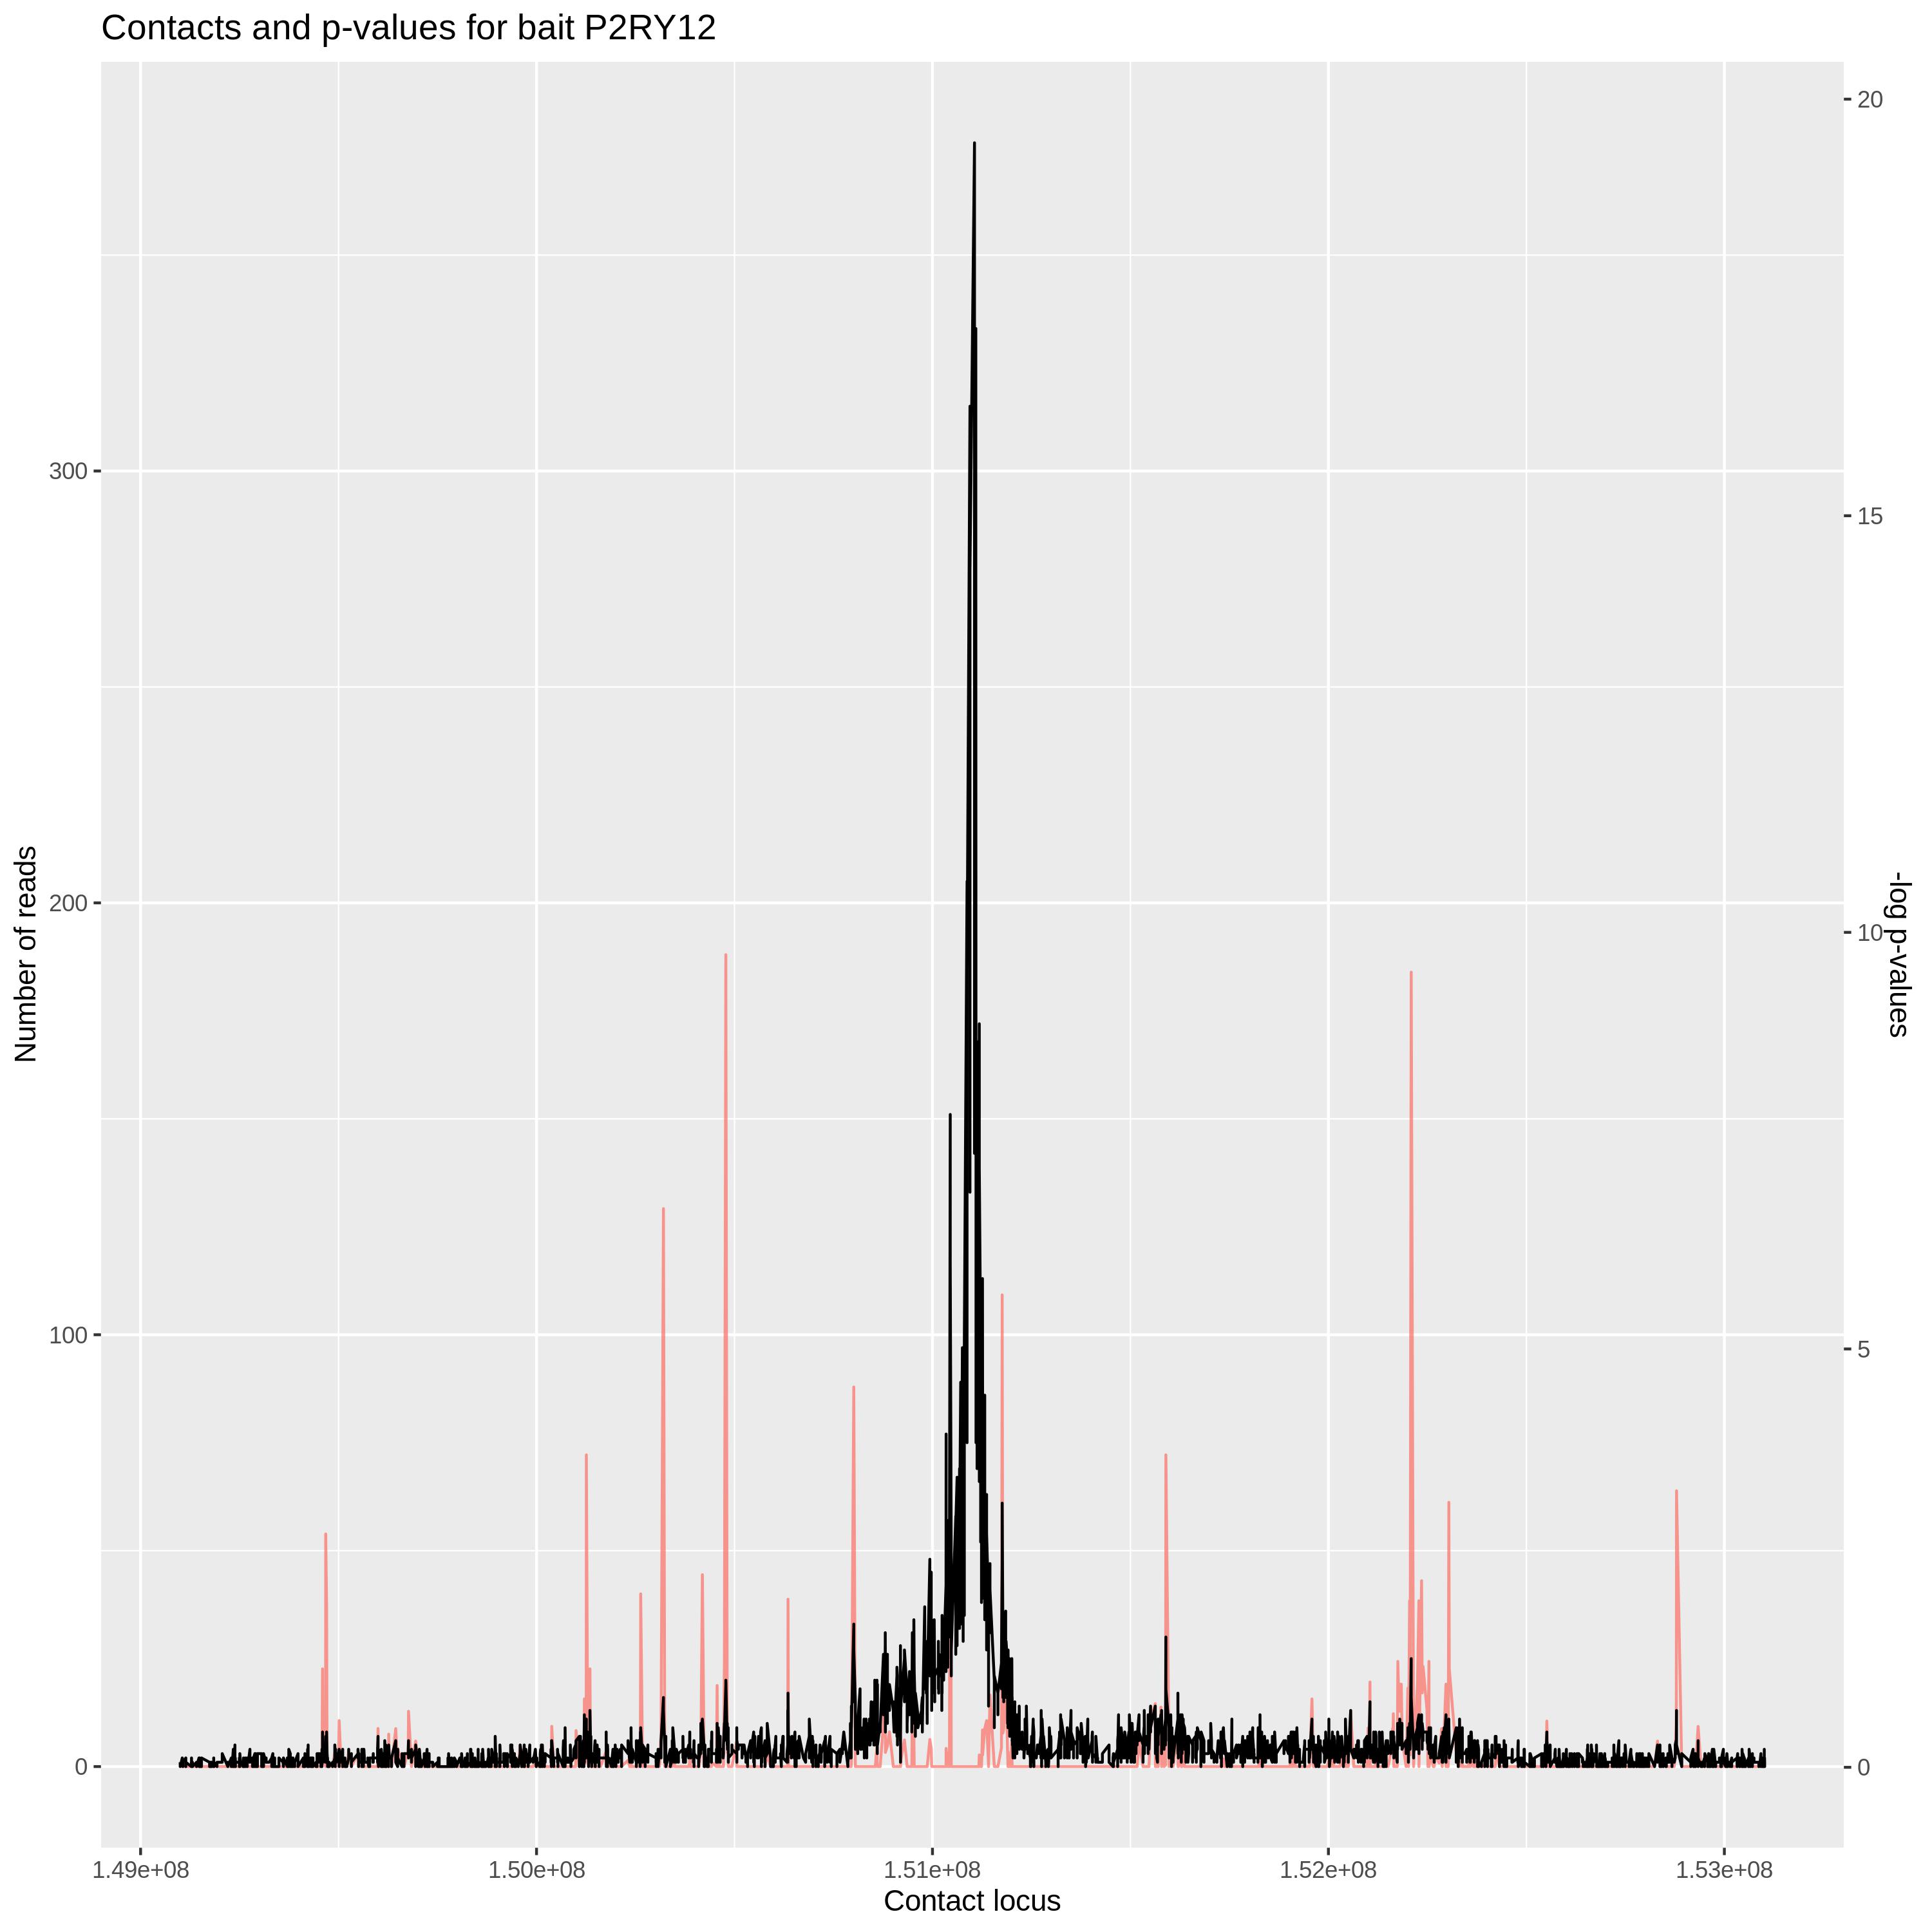 Contacts and p-values for bait P2RY12
20
15
10
5
0
-log p-values
300
200
100
0
Number of reads
1.49e+08 1.50e+08 1.51e+08 1.52e+08 1.53e+08
Contact locus